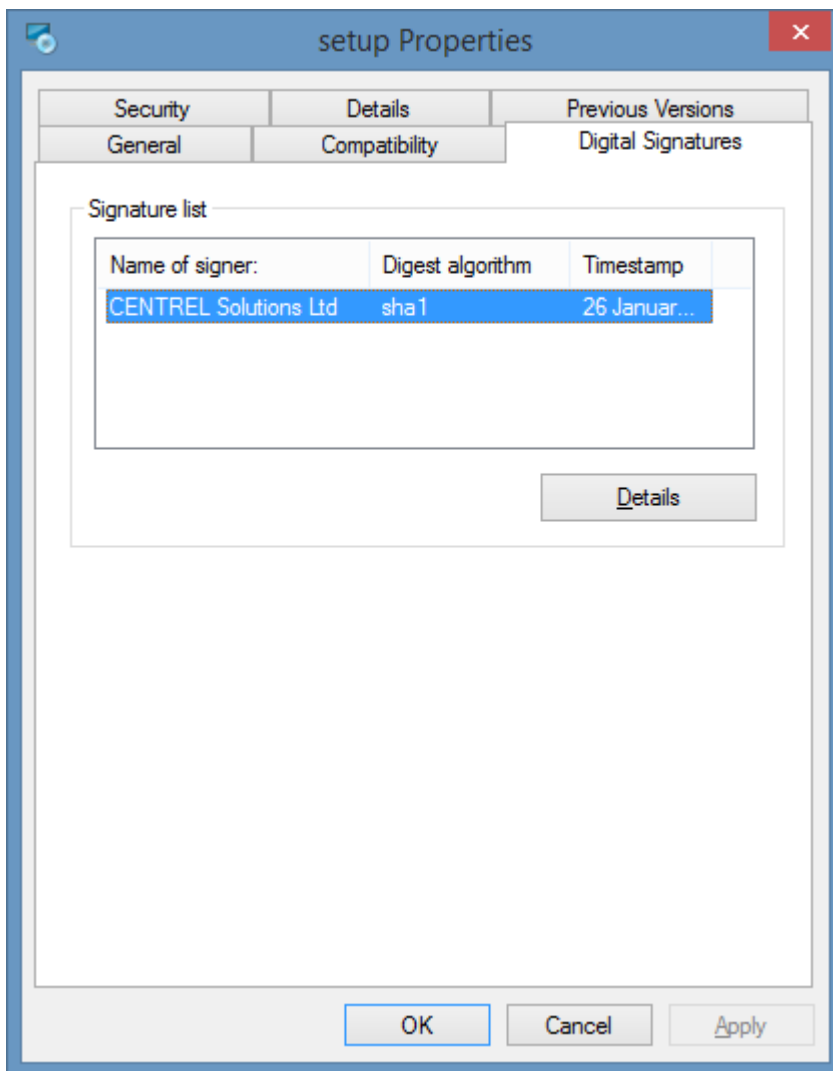 setup Properties
Security Details Previous Versions
General Compatibility Digital Signatures
Signature list
Name of signer: Digest algorithm Timestamp
CENTREL Solutions Ltd sha1 26 Januar...
Details
OK Cancel Apply